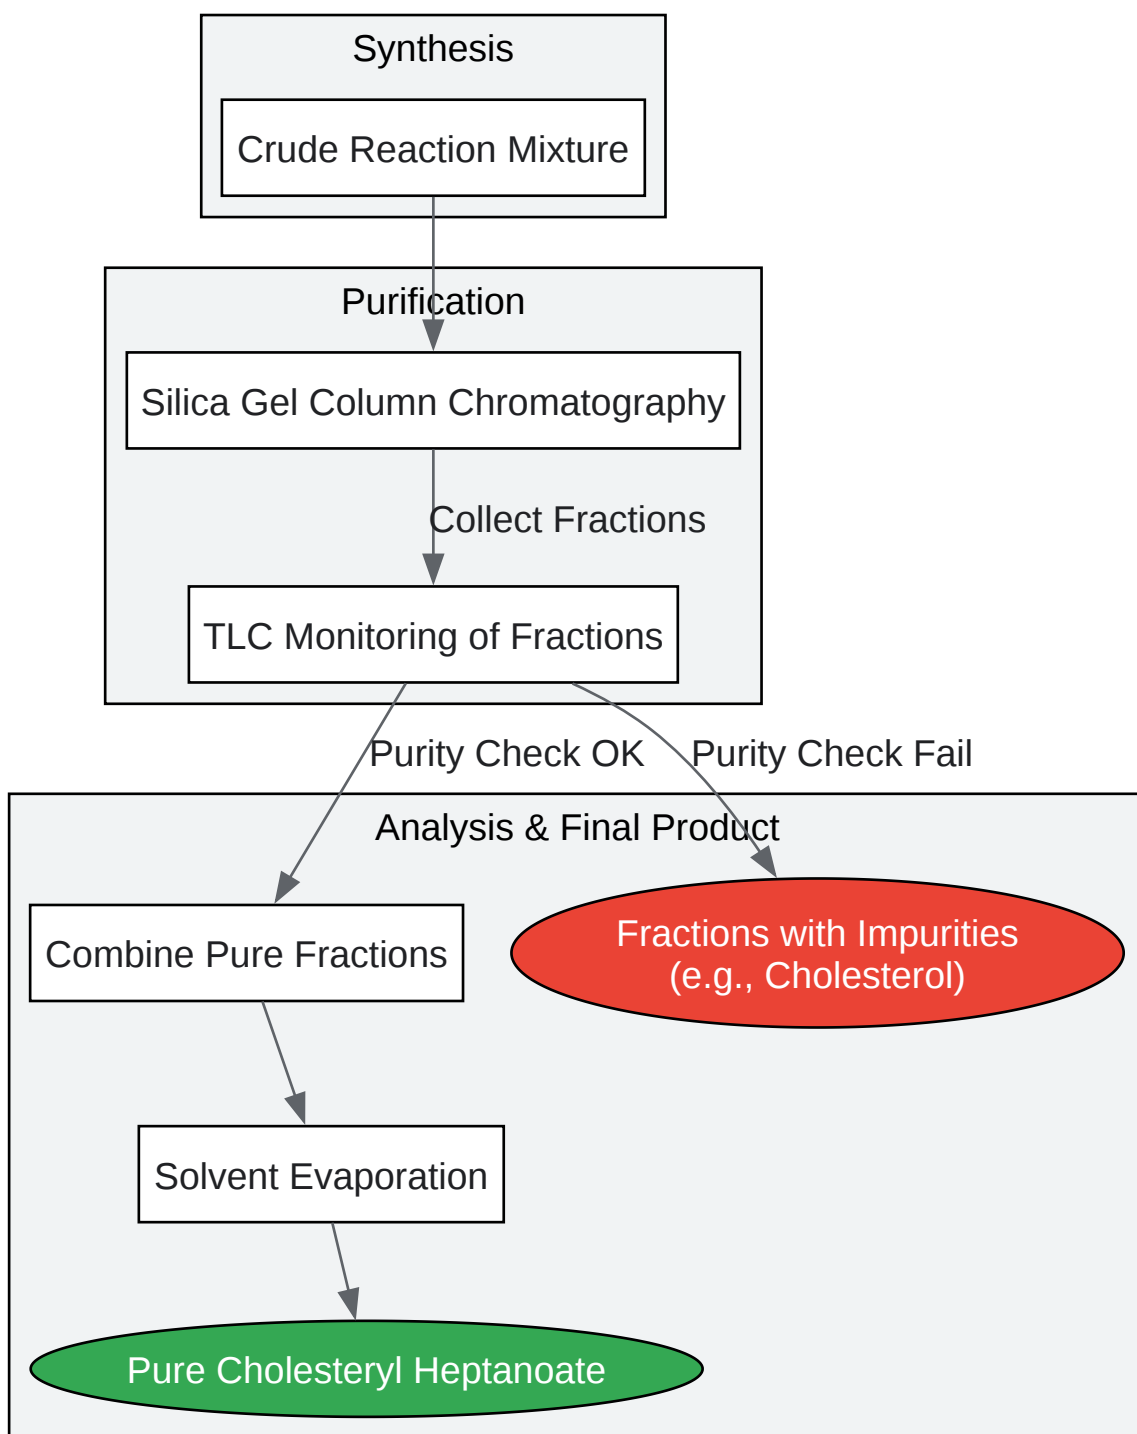 Synthesis
Crude Reaction Mixture
Purification
Silica Gel Column Chromatography
Collect Fractions
TLC Monitoring of Fractions
Purity Check OK
Purity Check Fail
Analysis & Final Product
Combine Pure Fractions
Fractions with Impurities
(e.g., Cholesterol)
Solvent Evaporation
Pure Cholesteryl Heptanoate